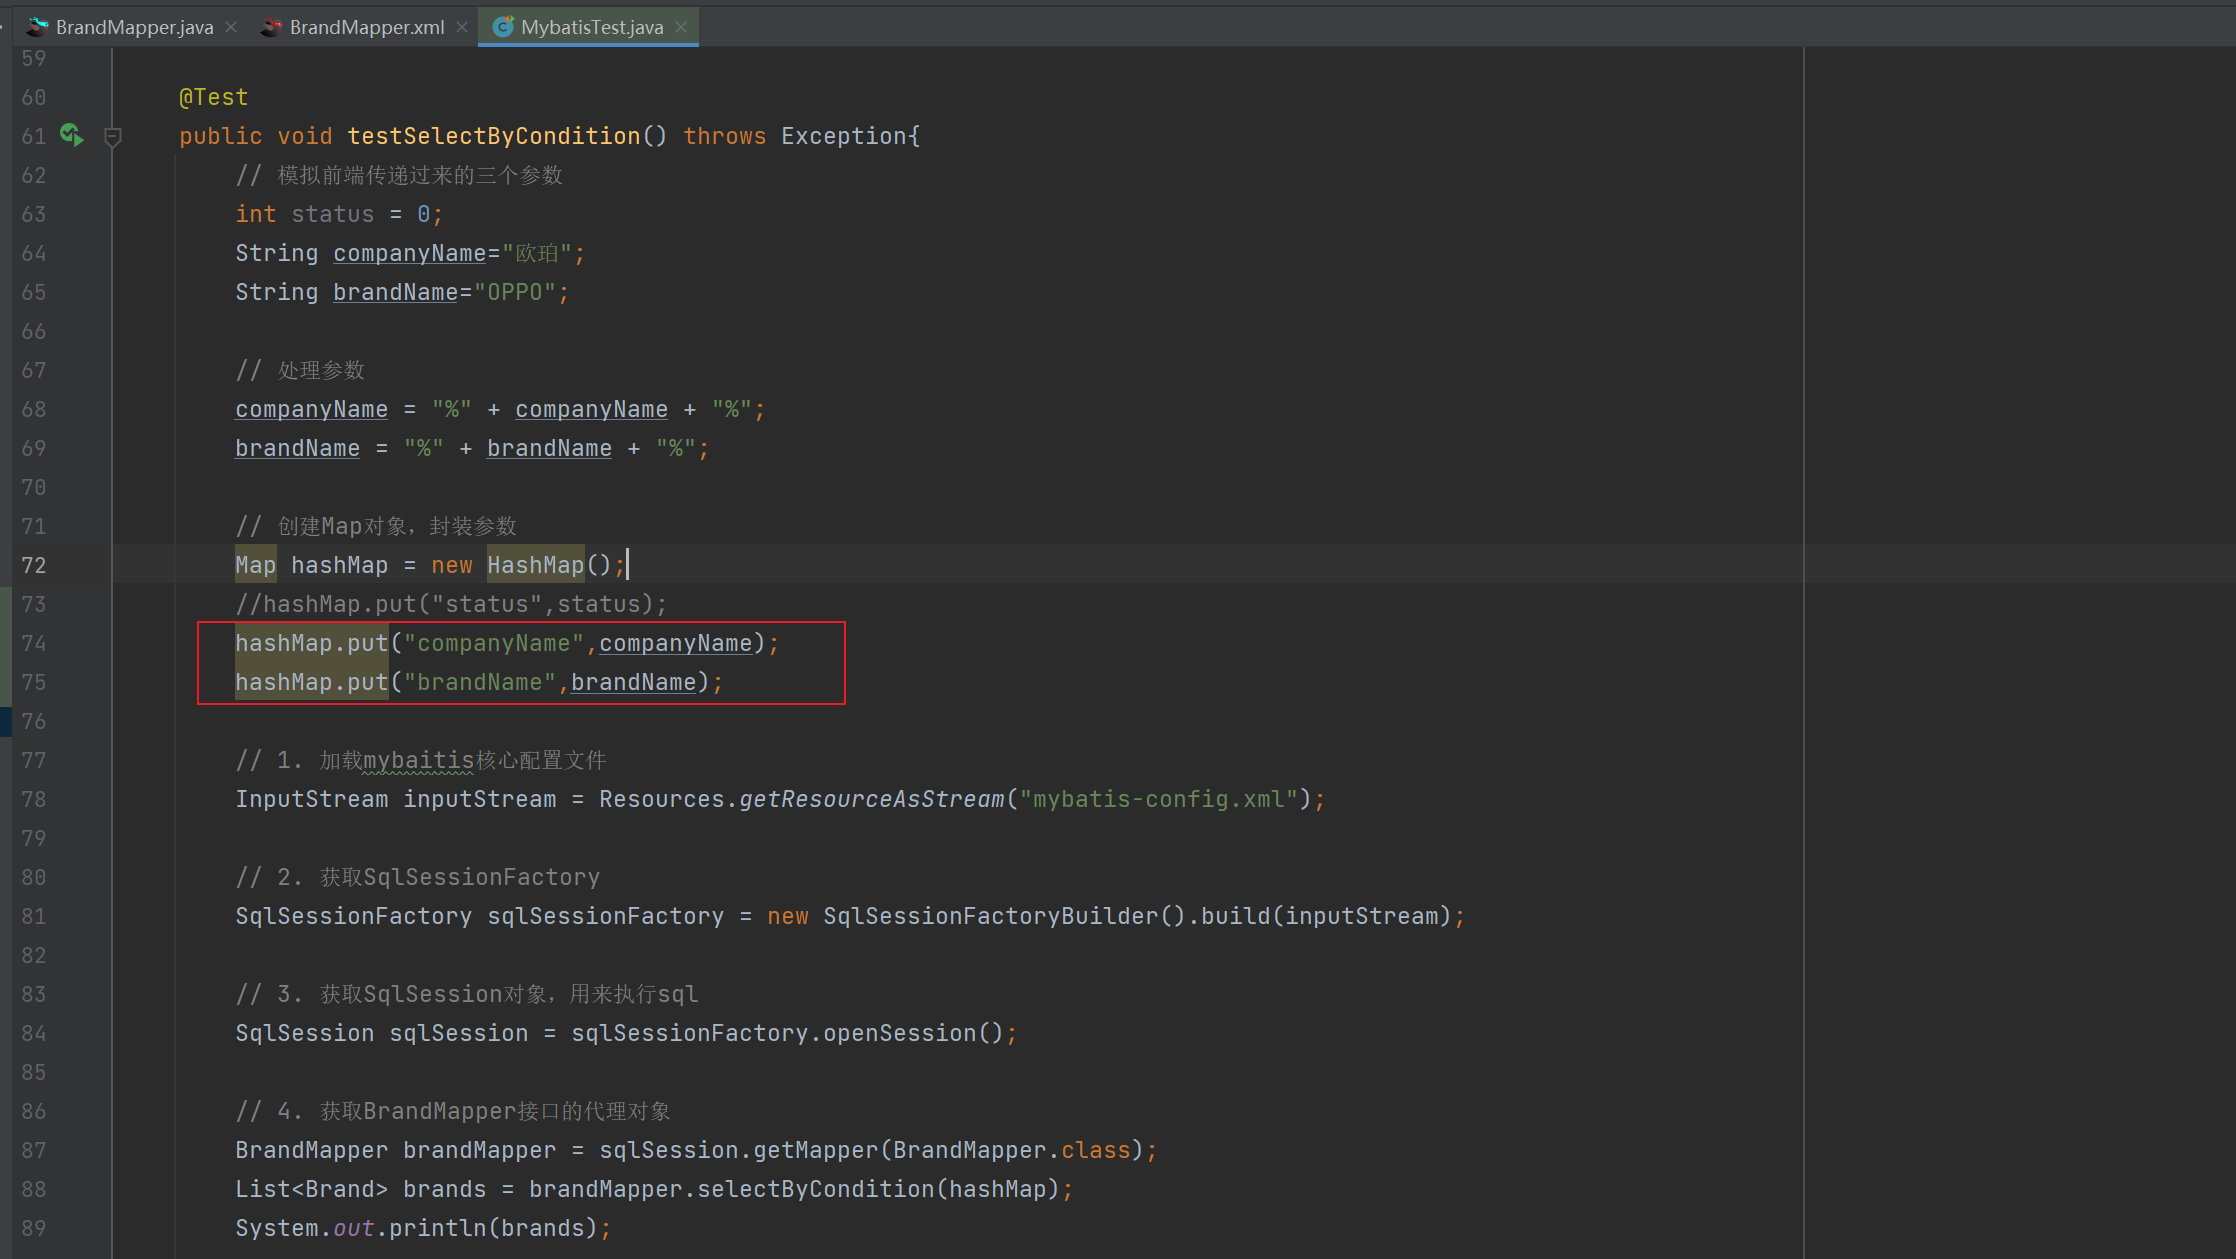 BrandMapper.java BrandMapper.xml MybatisTest.java
59
60 @Test
61 public void testSelectByCondition() throws Exception{
62 // 模拟前端传递过来的三个参数
63 int status = 0;
64 String companyName="欧珀";
65 String brandName="OPPO";
66
67 // 处理参数
68 companyName = "%" + companyName + "%";
69 brandName = "%" + brandName + "%";
70
71 // 创建Map对象，封装参数
72 Map hashMap = new HashMap();
73 //hashMap.put("status",status);
74 hashMap.put("companyName",companyName);
75 hashMap.put("brandName",brandName);
76
77 // 1. 加载mybaitis核心配置文件
78 InputStream inputStream = Resources.getResourceAsStream("mybatis-config.xml");
79
80 // 2. 获取SqlSessionFactory
81 SqlSessionFactory sqlSessionFactory = new SqlSessionFactoryBuilder().build(inputStream);
82
83 // 3. 获取SqlSession对象，用来执行sql
84 SqlSession sqlSession = sqlSessionFactory.openSession();
85
86 // 4. 获取BrandMapper接口的代理对象
87 BrandMapper brandMapper = sqlSession.getMapper(BrandMapper.class);
88 List<Brand> brands = brandMapper.selectByCondition(hashMap);
89 System.out.println(brands);